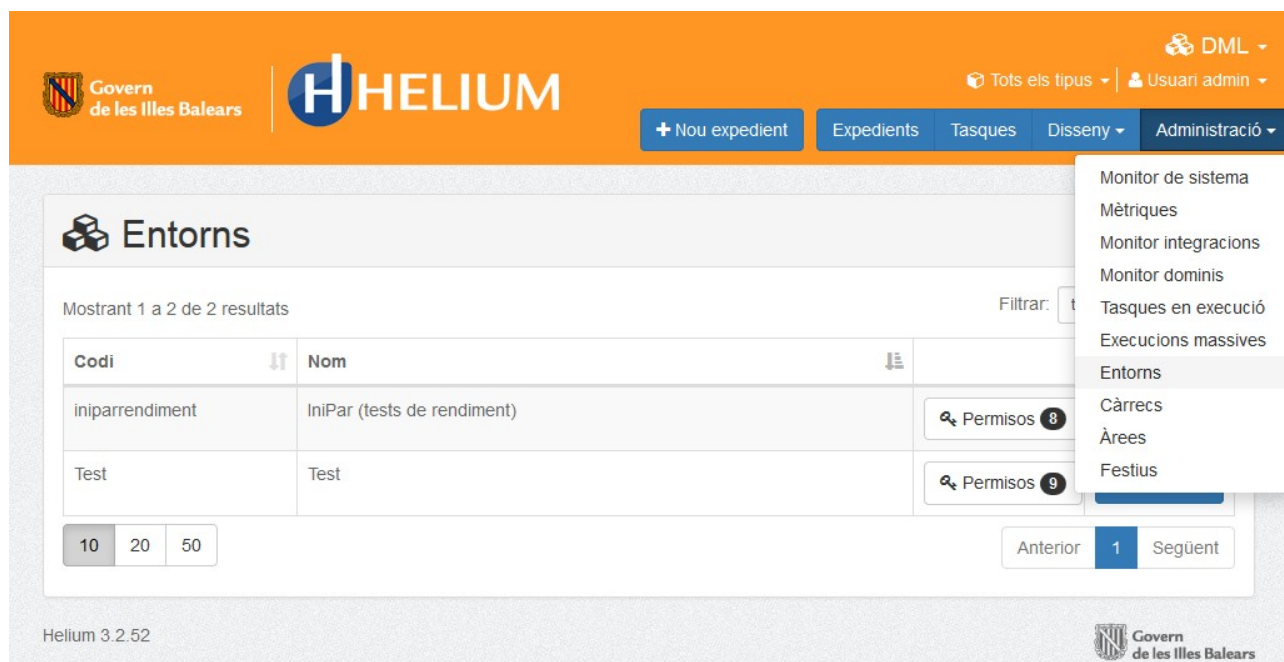 DML
Govern
de les Illes Balears
HELIUM
Tots els tipus
Usuari admin
Nou expedient
Expedients
Tasques
Disseny
Administració
Monitor de sistema
Mètriques
Monitor integracions
Monitor dominis
Tasques en execució
Execucions massives
Entorns
Càrrecs
Àrees
Festius
Entorns
Mostrant 1 a 2 de 2 resultats
Filtrar:
Codi
Nom
iniparrendiment
IniPar (tests de rendiment)
Permisos 8
Test
Test
Permisos 9
10 20 50
Anterior 1 Següent
Helium 3.2.52
Govern
de les Illes Balears